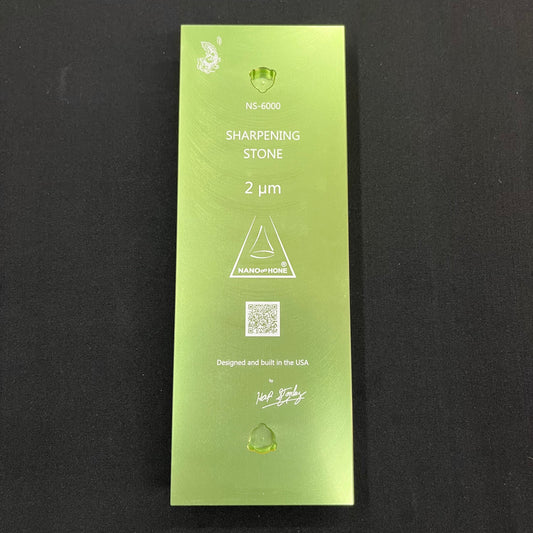 NS-6000
SHARPENING
STONE
2 μm
NANO HONE®
Designed and built in the USA
by